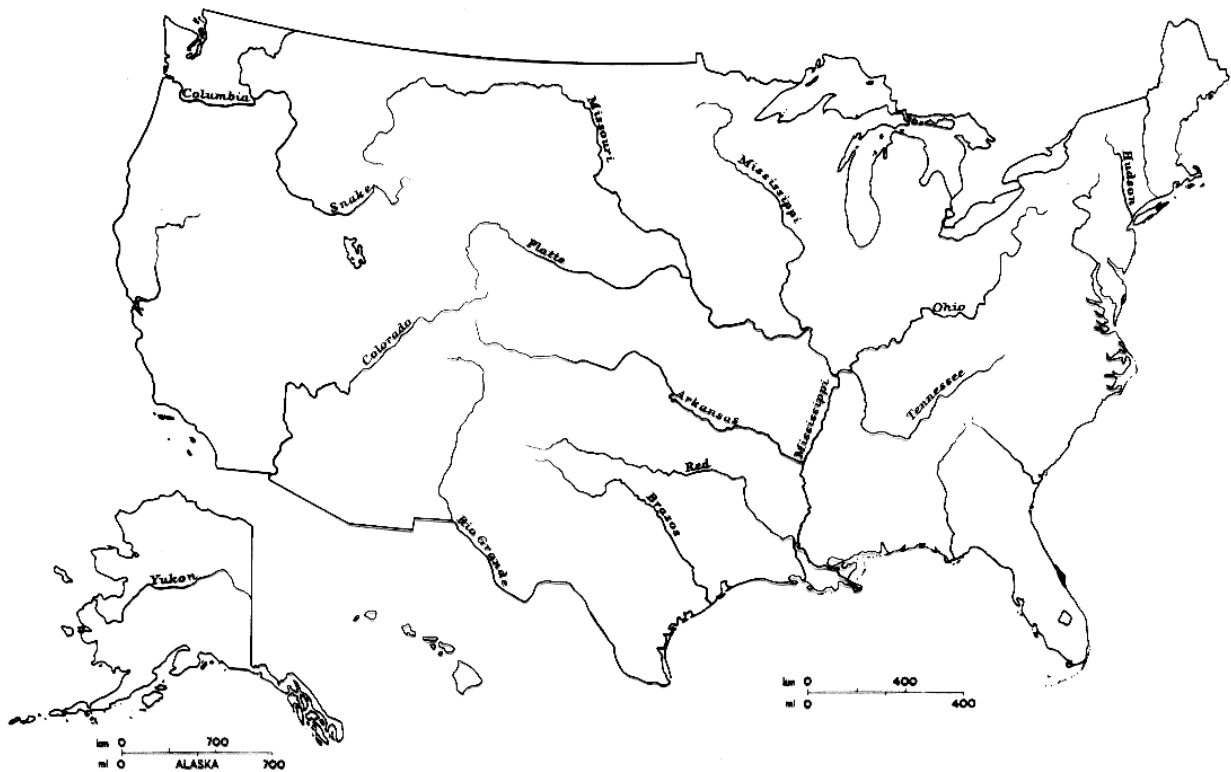 Columbia
Missouri
Mississippi
Hudson
Snake
Platte
Ohio
Colorado
Tennessee
Arkansas
Mississippi
Red
Brazos
Rio Grande
Yukon
km 0 400
mi 0 400
km 0 700
mi 0 ALASKA 700